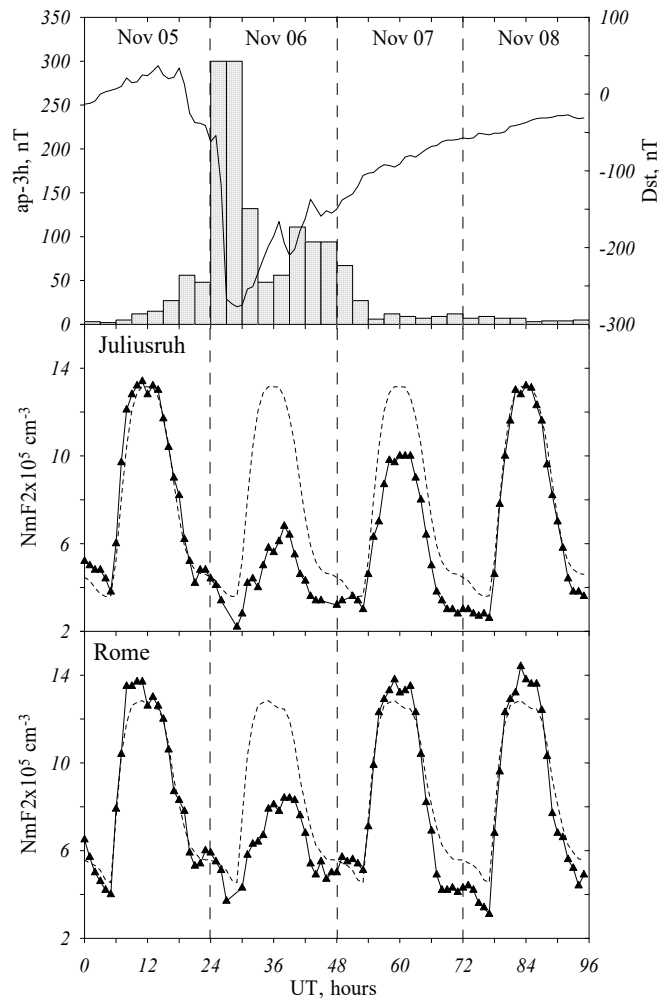 350
100
Nov 05
Nov 06
Nov 07
Nov 08
300
250
0
200
ap-3h, nT
-100
Dst, nT
150
100
-200
50
0
-300
Juliusruh
14
10
NmF2x10⁵ cm⁻³
6
2
Rome
14
10
NmF2x10⁵ cm⁻³
6
2
0 12 24 36 48 60 72 84 96
UT, hours